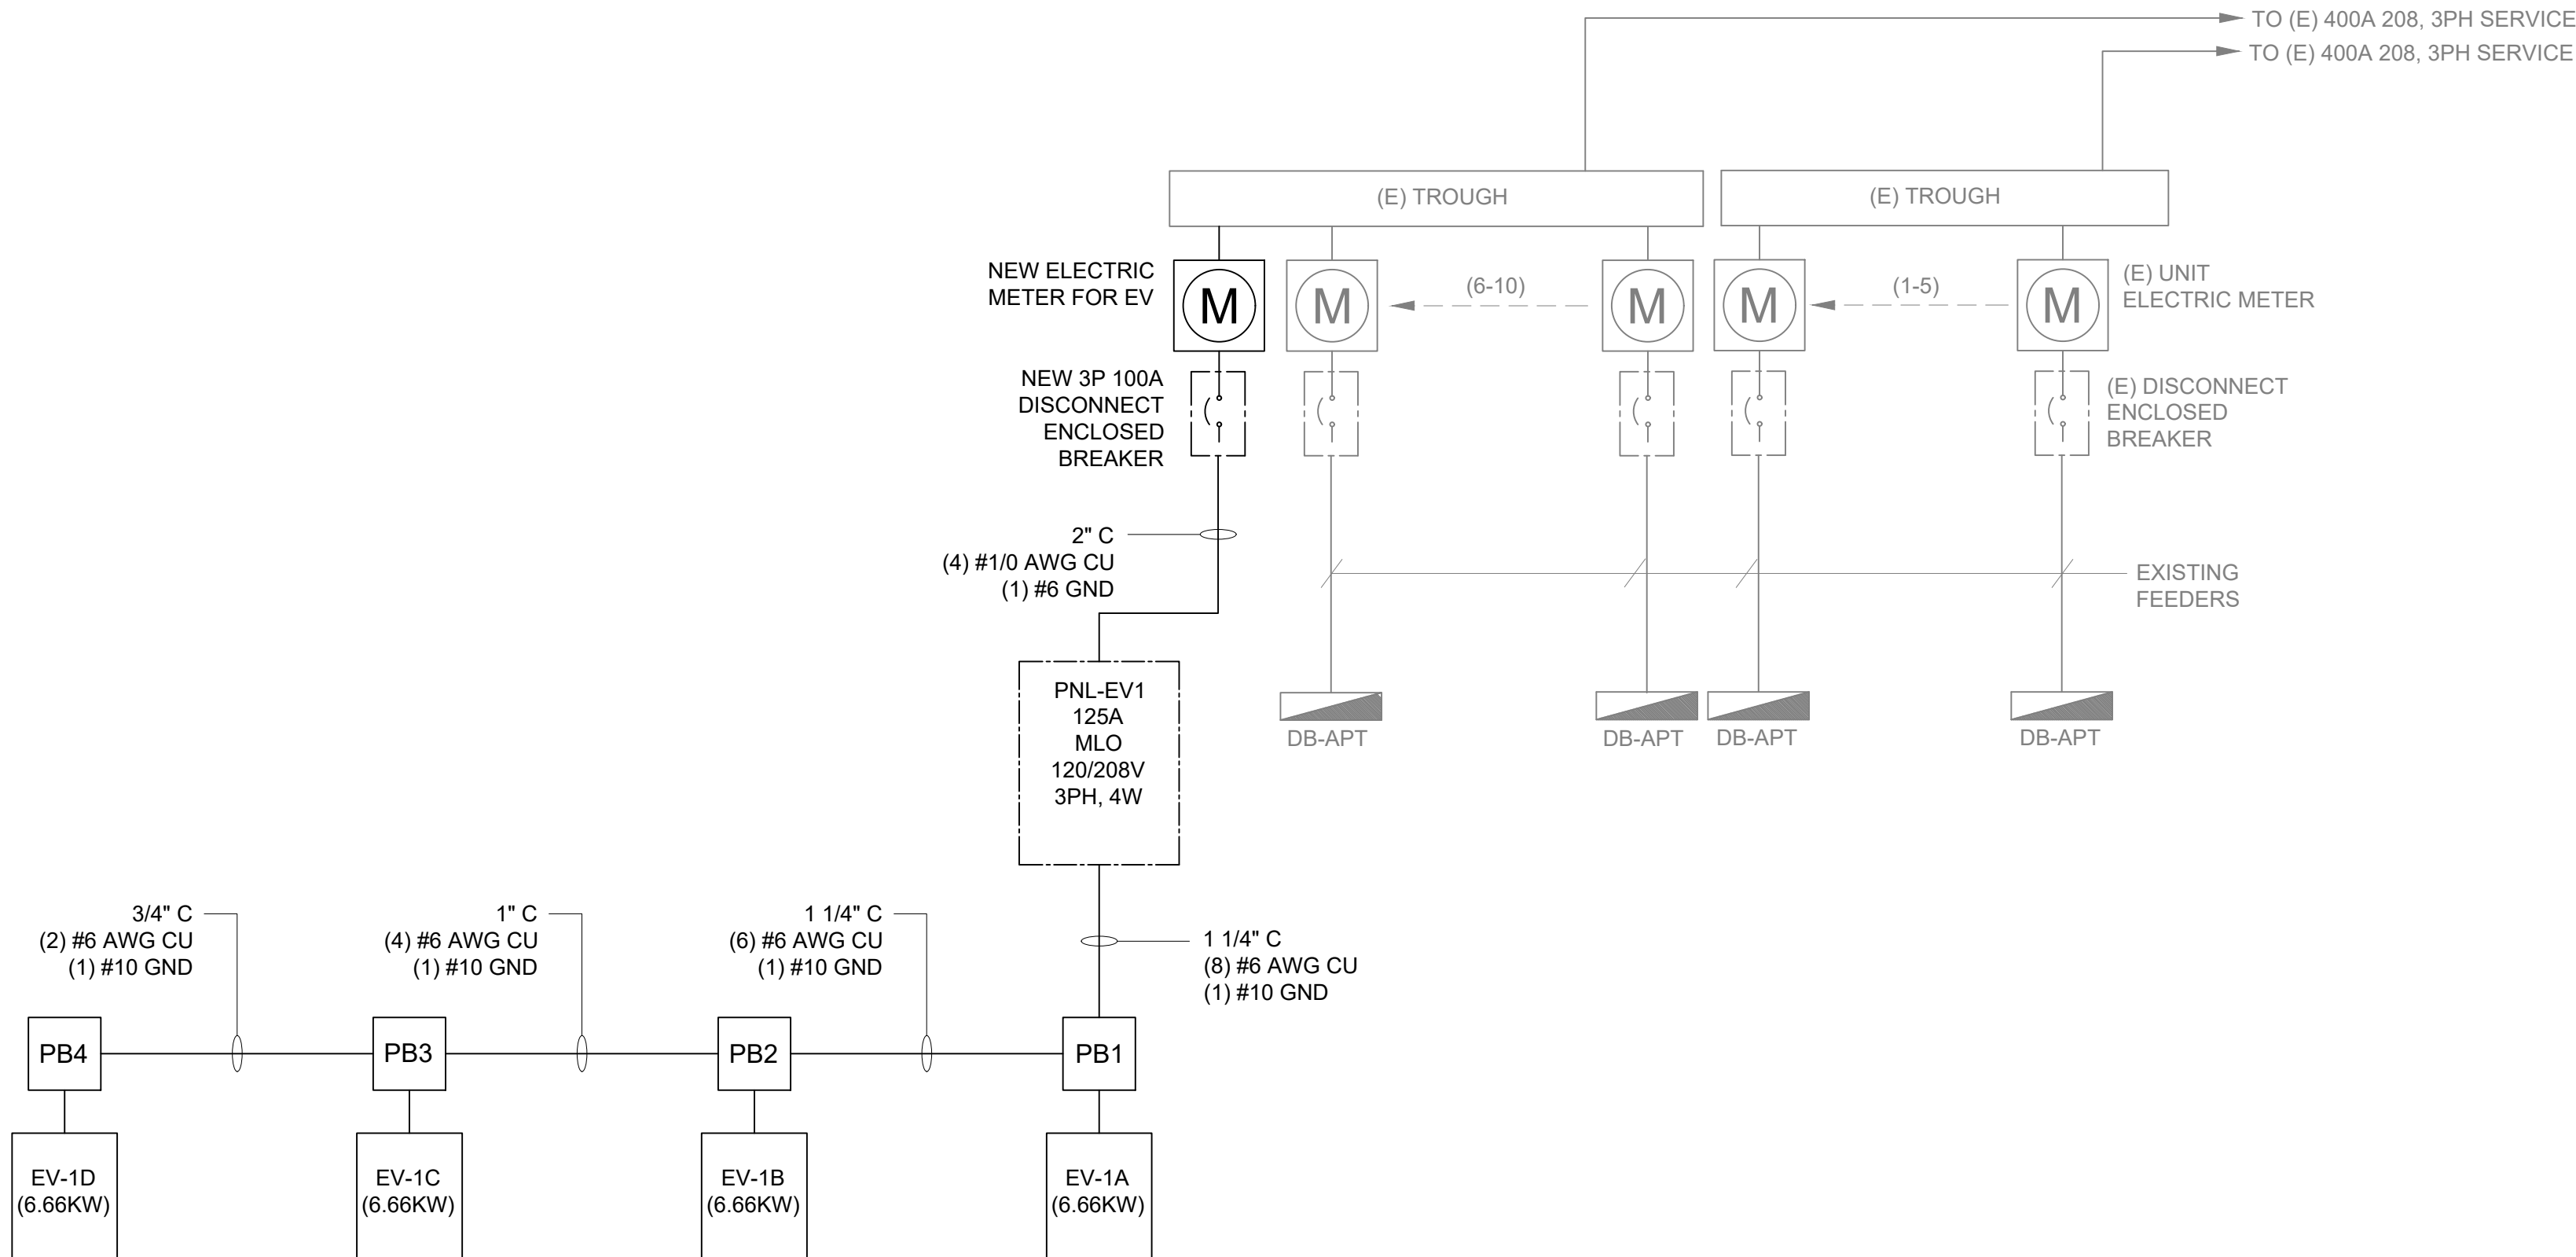 TO (E) 400A 208, 3PH SERVICE
TO (E) 400A 208, 3PH SERVICE
(E) TROUGH
(E) TROUGH
NEW ELECTRIC
METER FOR EV
M
M
(6-10)
M
M
(1-5)
M
(E) UNIT
ELECTRIC METER
NEW 3P 100A
DISCONNECT
ENCLOSED
BREAKER
(E) DISCONNECT
ENCLOSED
BREAKER
2" C
(4) #1/0 AWG CU
(1) #6 GND
EXISTING
FEEDERS
PNL-EV1
125A
MLO
120/208V
3PH, 4W
DB-APT
DB-APT
DB-APT
DB-APT
3/4" C
(2) #6 AWG CU
(1) #10 GND
1" C
(4) #6 AWG CU
(1) #10 GND
1 1/4" C
(6) #6 AWG CU
(1) #10 GND
1 1/4" C
(8) #6 AWG CU
(1) #10 GND
PB4
PB3
PB2
PB1
EV-1D
(6.66KW)
EV-1C
(6.66KW)
EV-1B
(6.66KW)
EV-1A
(6.66KW)